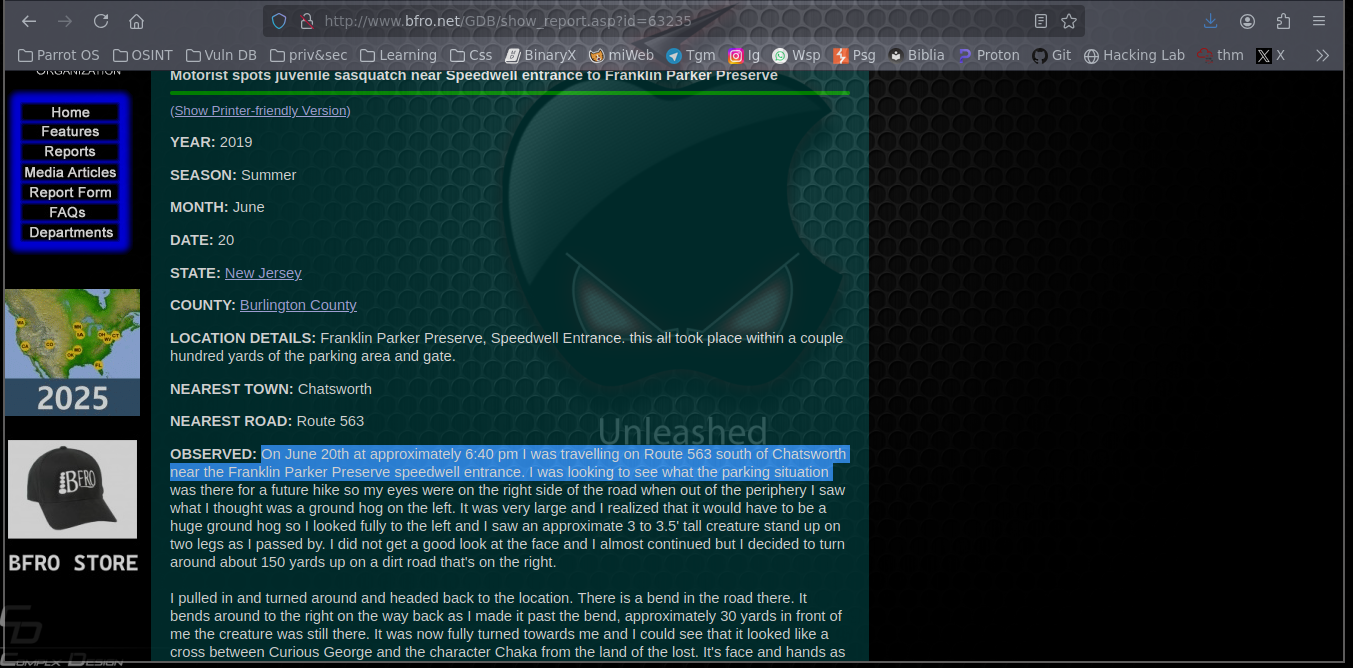 http://www.bfro.net/GDB/show_report.asp?id=63235
Parrot OS OSINT Vuln DB priv&sec Learning Css BinaryX miWeb Tgm Ig Wsp Psg Biblia Proton Git Hacking Lab thm X
ORGANIZATION
Home
Features
Reports
Media Articles
Report Form
FAQs
Departments
2025
BFRO
BFRO STORE
Complx Design
Motorist spots juvenile sasquatch near Speedwell entrance to Franklin Parker Preserve
(Show Printer-friendly Version)
YEAR: 2019
SEASON: Summer
MONTH: June
DATE: 20
STATE: New Jersey
COUNTY: Burlington County
LOCATION DETAILS: Franklin Parker Preserve, Speedwell Entrance. this all took place within a couple
hundred yards of the parking area and gate.
NEAREST TOWN: Chatsworth
NEAREST ROAD: Route 563
Unleashed
OBSERVED: On June 20th at approximately 6:40 pm I was travelling on Route 563 south of Chatsworth
near the Franklin Parker Preserve speedwell entrance. I was looking to see what the parking situation
was there for a future hike so my eyes were on the right side of the road when out of the periphery I saw
what I thought was a ground hog on the left. It was very large and I realized that it would have to be a
huge ground hog so I looked fully to the left and I saw an approximate 3 to 3.5' tall creature stand up on
two legs as I passed by. I did not get a good look at the face and I almost continued but I decided to turn
around about 150 yards up on a dirt road that's on the right.
I pulled in and turned around and headed back to the location. There is a bend in the road there. It
bends around to the right on the way back as I made it past the bend, approximately 30 yards in front of
me the creature was still there. It was now fully turned towards me and I could see that it looked like a
cross between Curious George and the character Chaka from the land of the lost. It's face and hands as